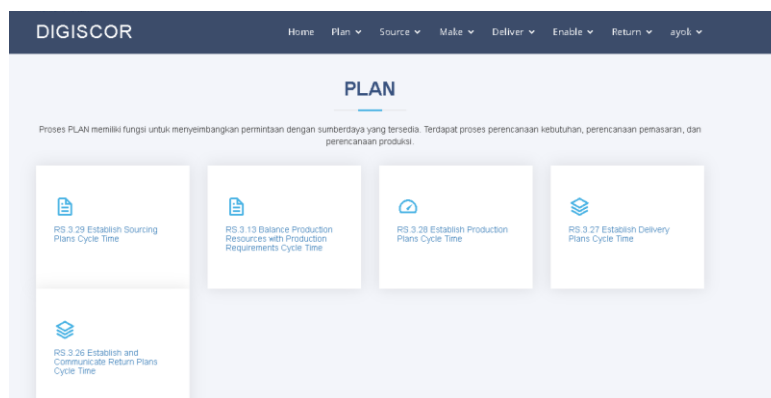 DIGISCOR
Home Plan Source Make Deliver Enable Return ayok
PLAN
Proses PLAN memiliki fungsi untuk menyeimbangkan permintaan dengan sumberdaya yang tersedia. Terdapat proses perencanaan kebutuhan, perencanaan pemasaran, dan
perencanaan produksi.
RS.3.29 Establish Sourcing
Plans Cycle Time
RS.3.13 Balance Production
Resources with Production
Requirements Cycle Time
RS.3.28 Establish Production
Plans Cycle Time
RS.3.27 Establish Delivery
Plans Cycle Time
RS.3.26 Establish and
Communicate Return Plans
Cycle Time